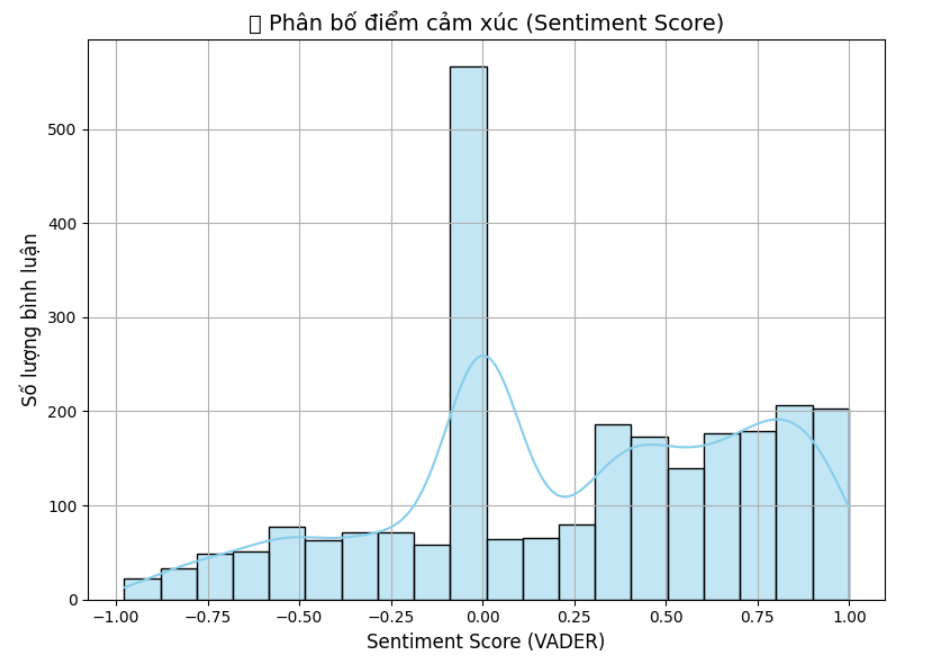 ▯ Phân bố điểm cảm xúc (Sentiment Score)
Số lượng bình luận
500
400
300
200
100
0
−1.00 −0.75 −0.50 −0.25 0.00 0.25 0.50 0.75 1.00
Sentiment Score (VADER)